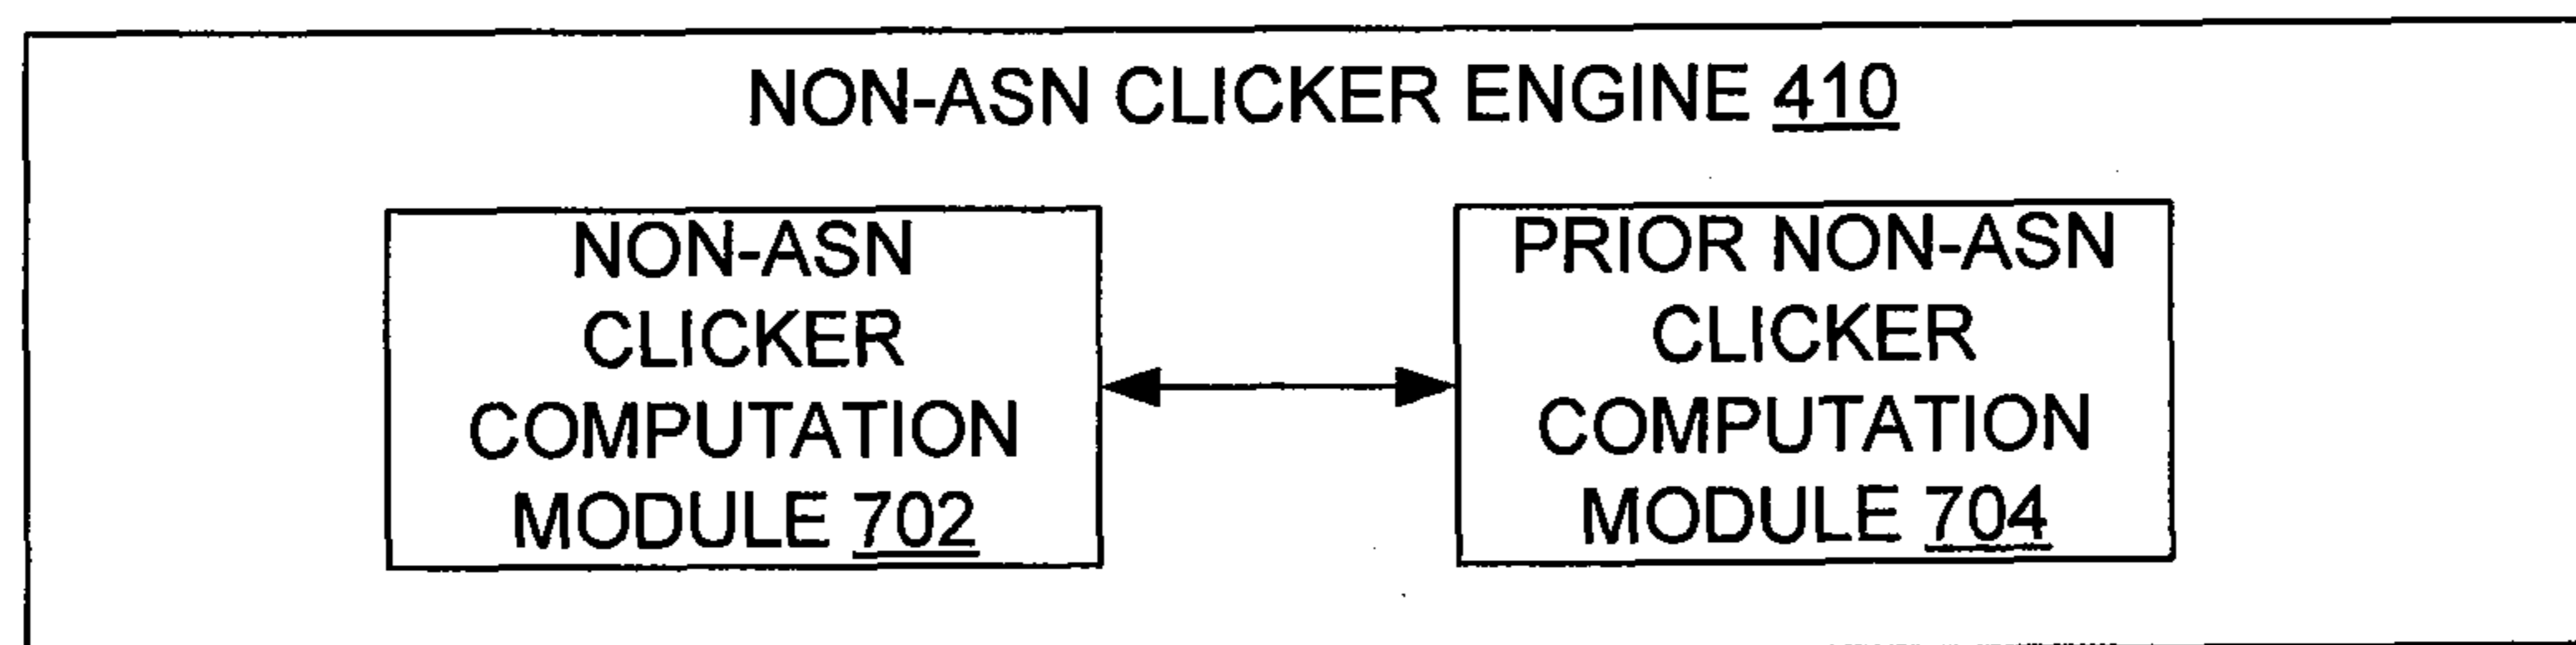 NON-ASN CLICKER ENGINE 410
NON-ASN
CLICKER
COMPUTATION
MODULE 702
PRIOR NON-ASN
CLICKER
COMPUTATION
MODULE 704